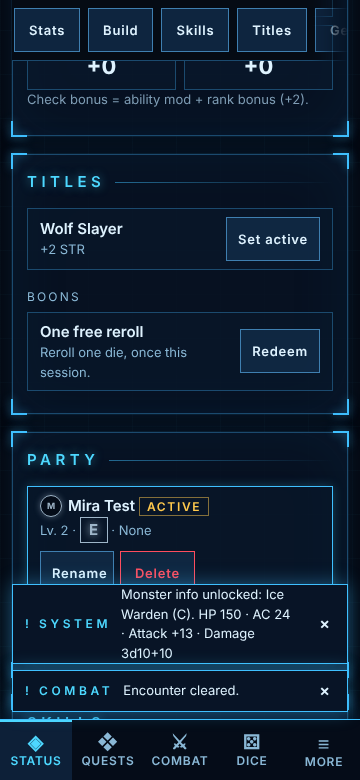 Stats Build Skills Titles Ge
+0 +0
Check bonus = ability mod + rank bonus (+2).
TITLES
Wolf Slayer
+2 STR
Set active
BOONS
One free reroll
Reroll one die, once this
session.
Redeem
PARTY
M Mira Test ACTIVE
Lv. 2 · E · None
Rename Delete
! SYSTEM
Monster info unlocked: Ice
Warden (C). HP 150 · AC 24
· Attack +13 · Damage
3d10+10
×
! COMBAT Encounter cleared. ×
STATUS QUESTS COMBAT DICE MORE